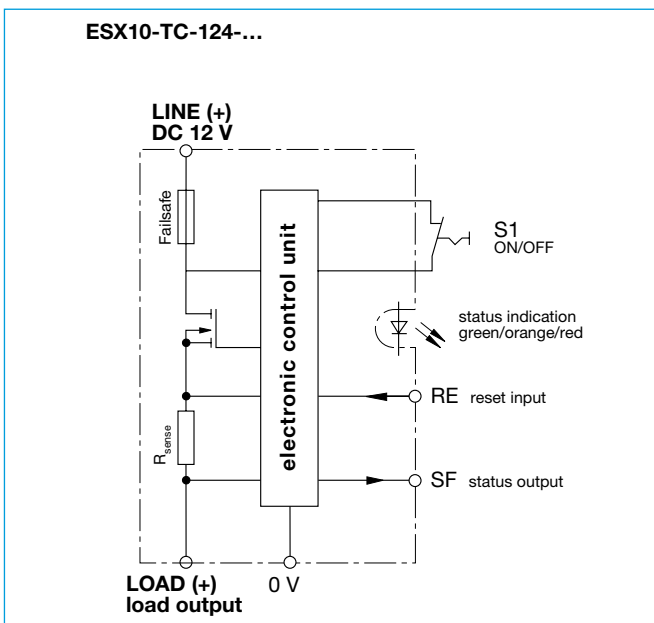 ESX10-TC-124-...
LINE (+)
DC 12 V
Failsafe
electronic control unit
S1
ON/OFF
status indication
green/orange/red
RE reset input
Rsense
SF status output
LOAD (+)
load output
0 V